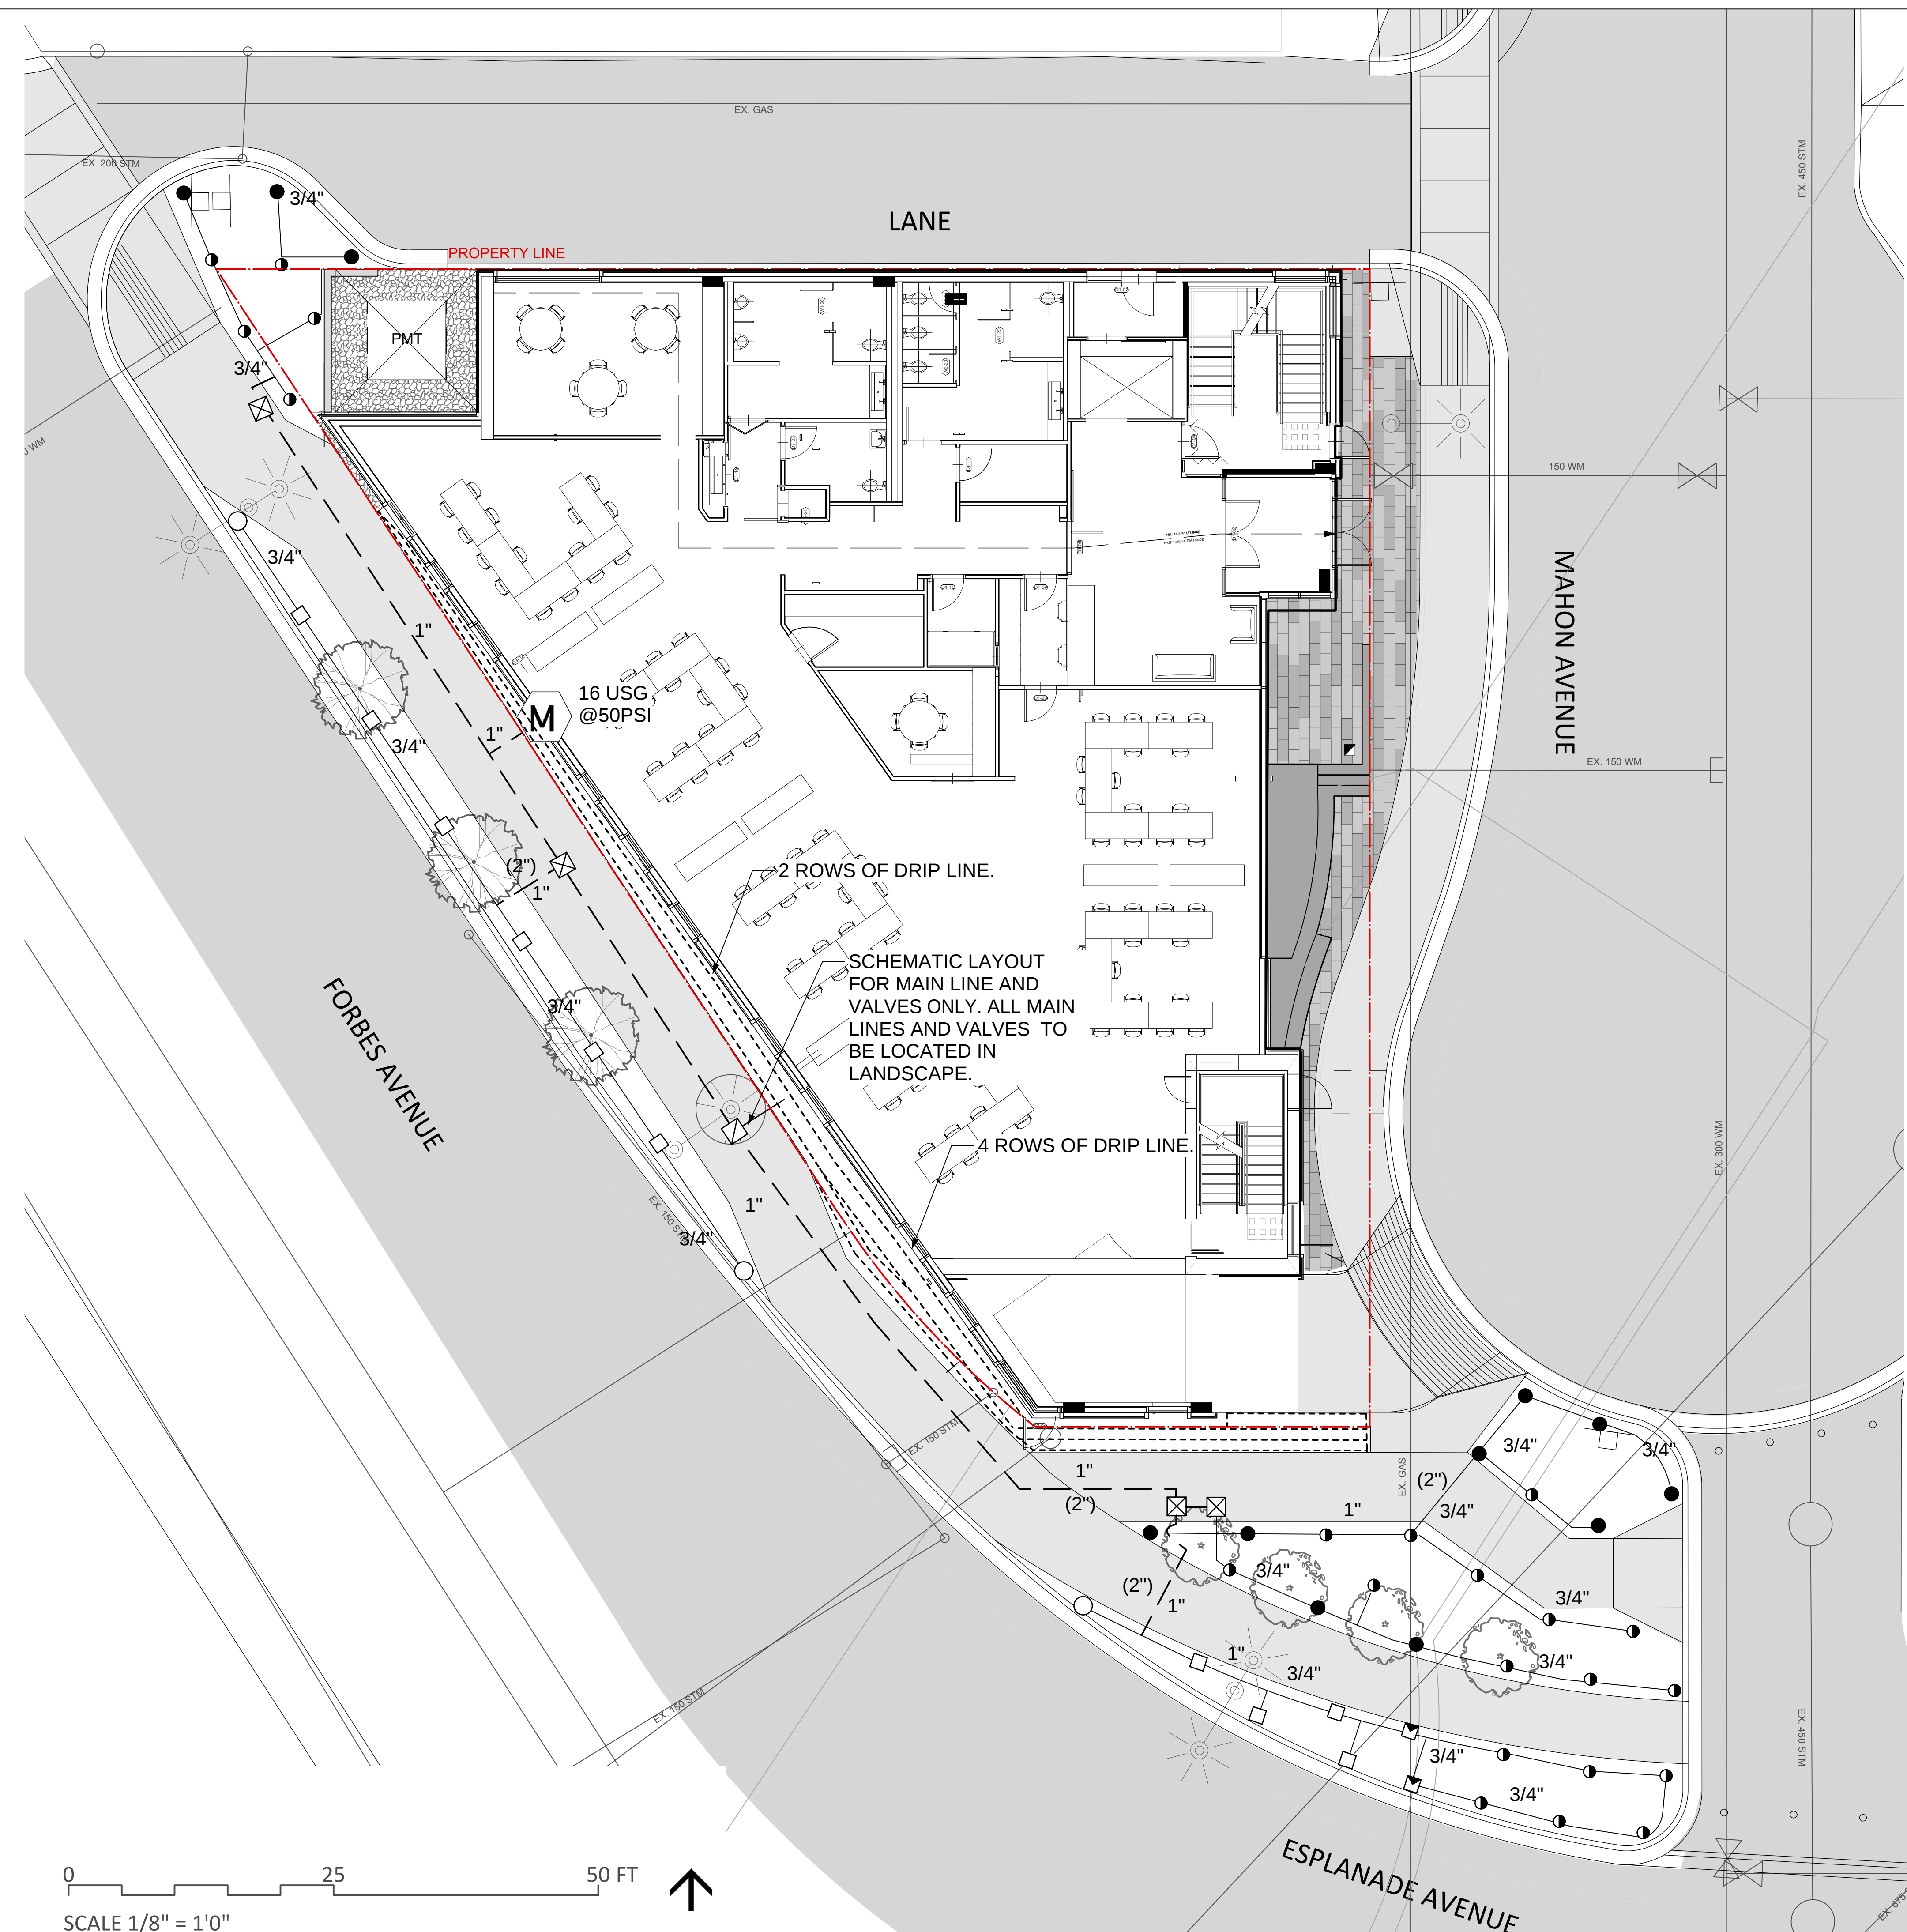 EX. GAS
EX. 200 STM
EX. 450 STM
3/4"
LANE
PROPERTY LINE
PMT
3/4"
150 WM
3/4"
EXIT TRAVEL DISTANCE
MAHON AVENUE
1"
M
16 USG
@50PSI
1"
3/4"
EX. 150 WM
(2")
1"
2 ROWS OF DRIP LINE.
SCHEMATIC LAYOUT
FOR MAIN LINE AND
VALVES ONLY. ALL MAIN
LINES AND VALVES TO
BE LOCATED IN
LANDSCAPE.
3/4"
FORBES AVENUE
4 ROWS OF DRIP LINE.
EX. 300 WM
1"
EX. 150 STM
3/4"
EX. 150 STM
1"
(2")
EX. GAS
(2")
3/4"
3/4"
1"
3/4"
3/4"
(2")
1"
3/4"
1"
3/4"
3/4"
EX. 150 STM
3/4"
3/4"
EX. 450 STM
ESPLANADE AVENUE
0 25 50 FT
SCALE 1/8" = 1'0"